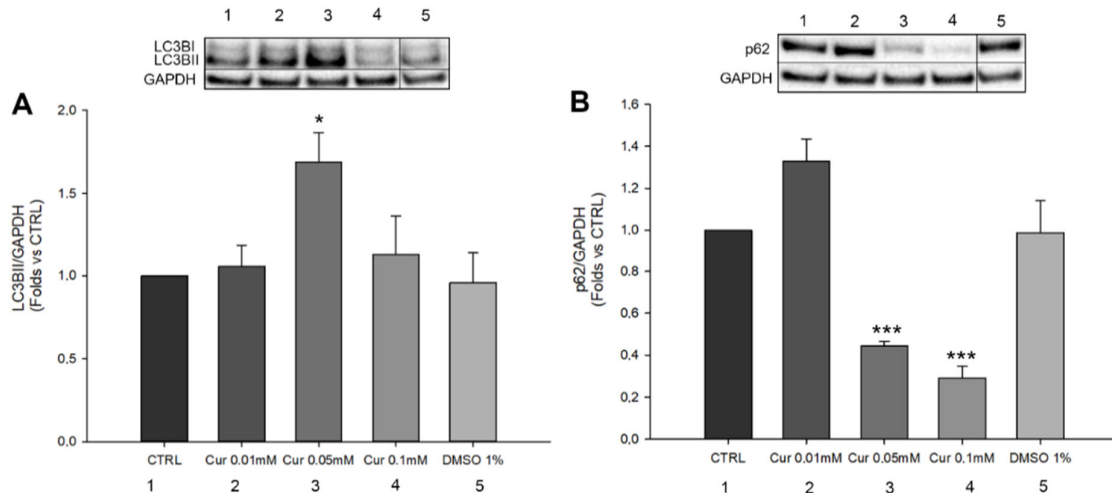 1 2 3 4 5
LC3BI
LC3BII
GAPDH
A
LC3BII/GAPDH
(Folds vs CTRL)
2.0
1.5
1.0
0.5
0.0
*
CTRL Cur 0.01mM Cur 0.05mM Cur 0.1mM DMSO 1%
1 2 3 4 5
1 2 3 4 5
p62
GAPDH
B
p62/GAPDH
(Folds vs CTRL)
1,6
1,4
1,2
1,0
0,8
0,6
0,4
0,2
0,0
*** ***
CTRL Cur 0.01mM Cur 0.05mM Cur 0.1mM DMSO 1%
1 2 3 4 5